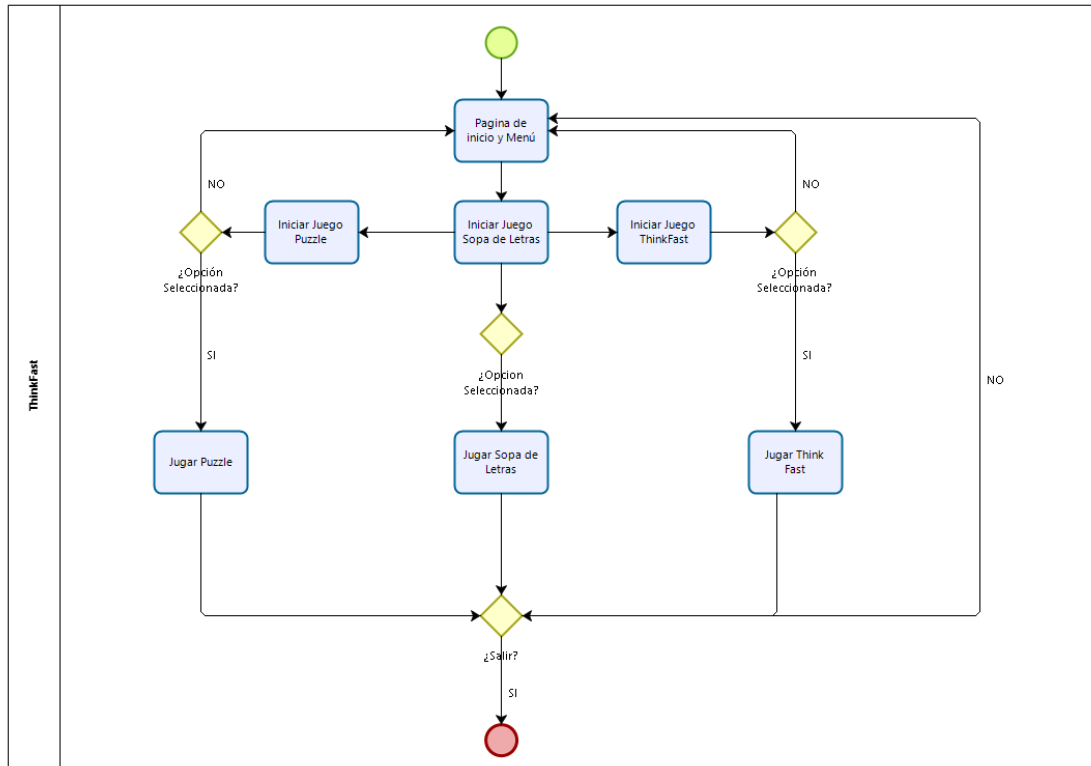 ThinkFast
Pagina de
inicio y Menú
NO
NO
Iniciar Juego
Puzzle
Iniciar Juego
Sopa de Letras
Iniciar Juego
ThinkFast
¿Opción
Seleccionada?
¿Opción
Seleccionada?
SI
¿Opcion
Seleccionada?
SI
NO
Jugar Puzzle
Jugar Sopa de
Letras
Jugar Think
Fast
¿Salir?
SI